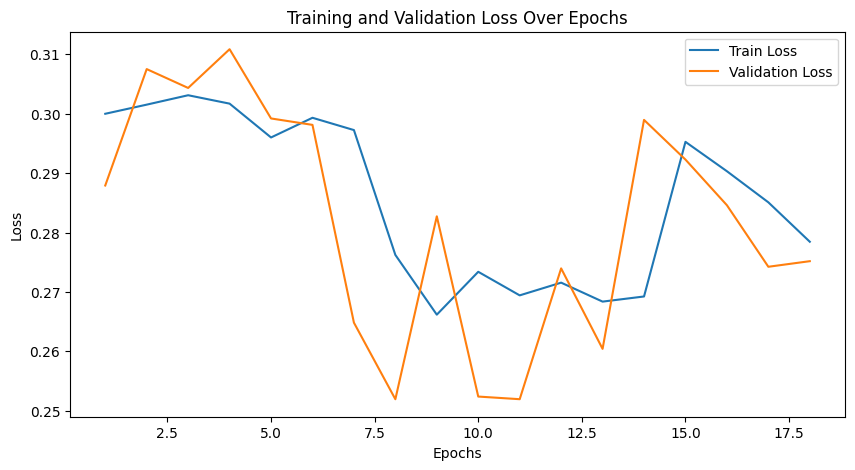 Training and Validation Loss Over Epochs
Train Loss
Validation Loss
0.31
0.30
0.29
0.28
0.27
0.26
0.25
Loss
2.5 5.0 7.5 10.0 12.5 15.0 17.5
Epochs